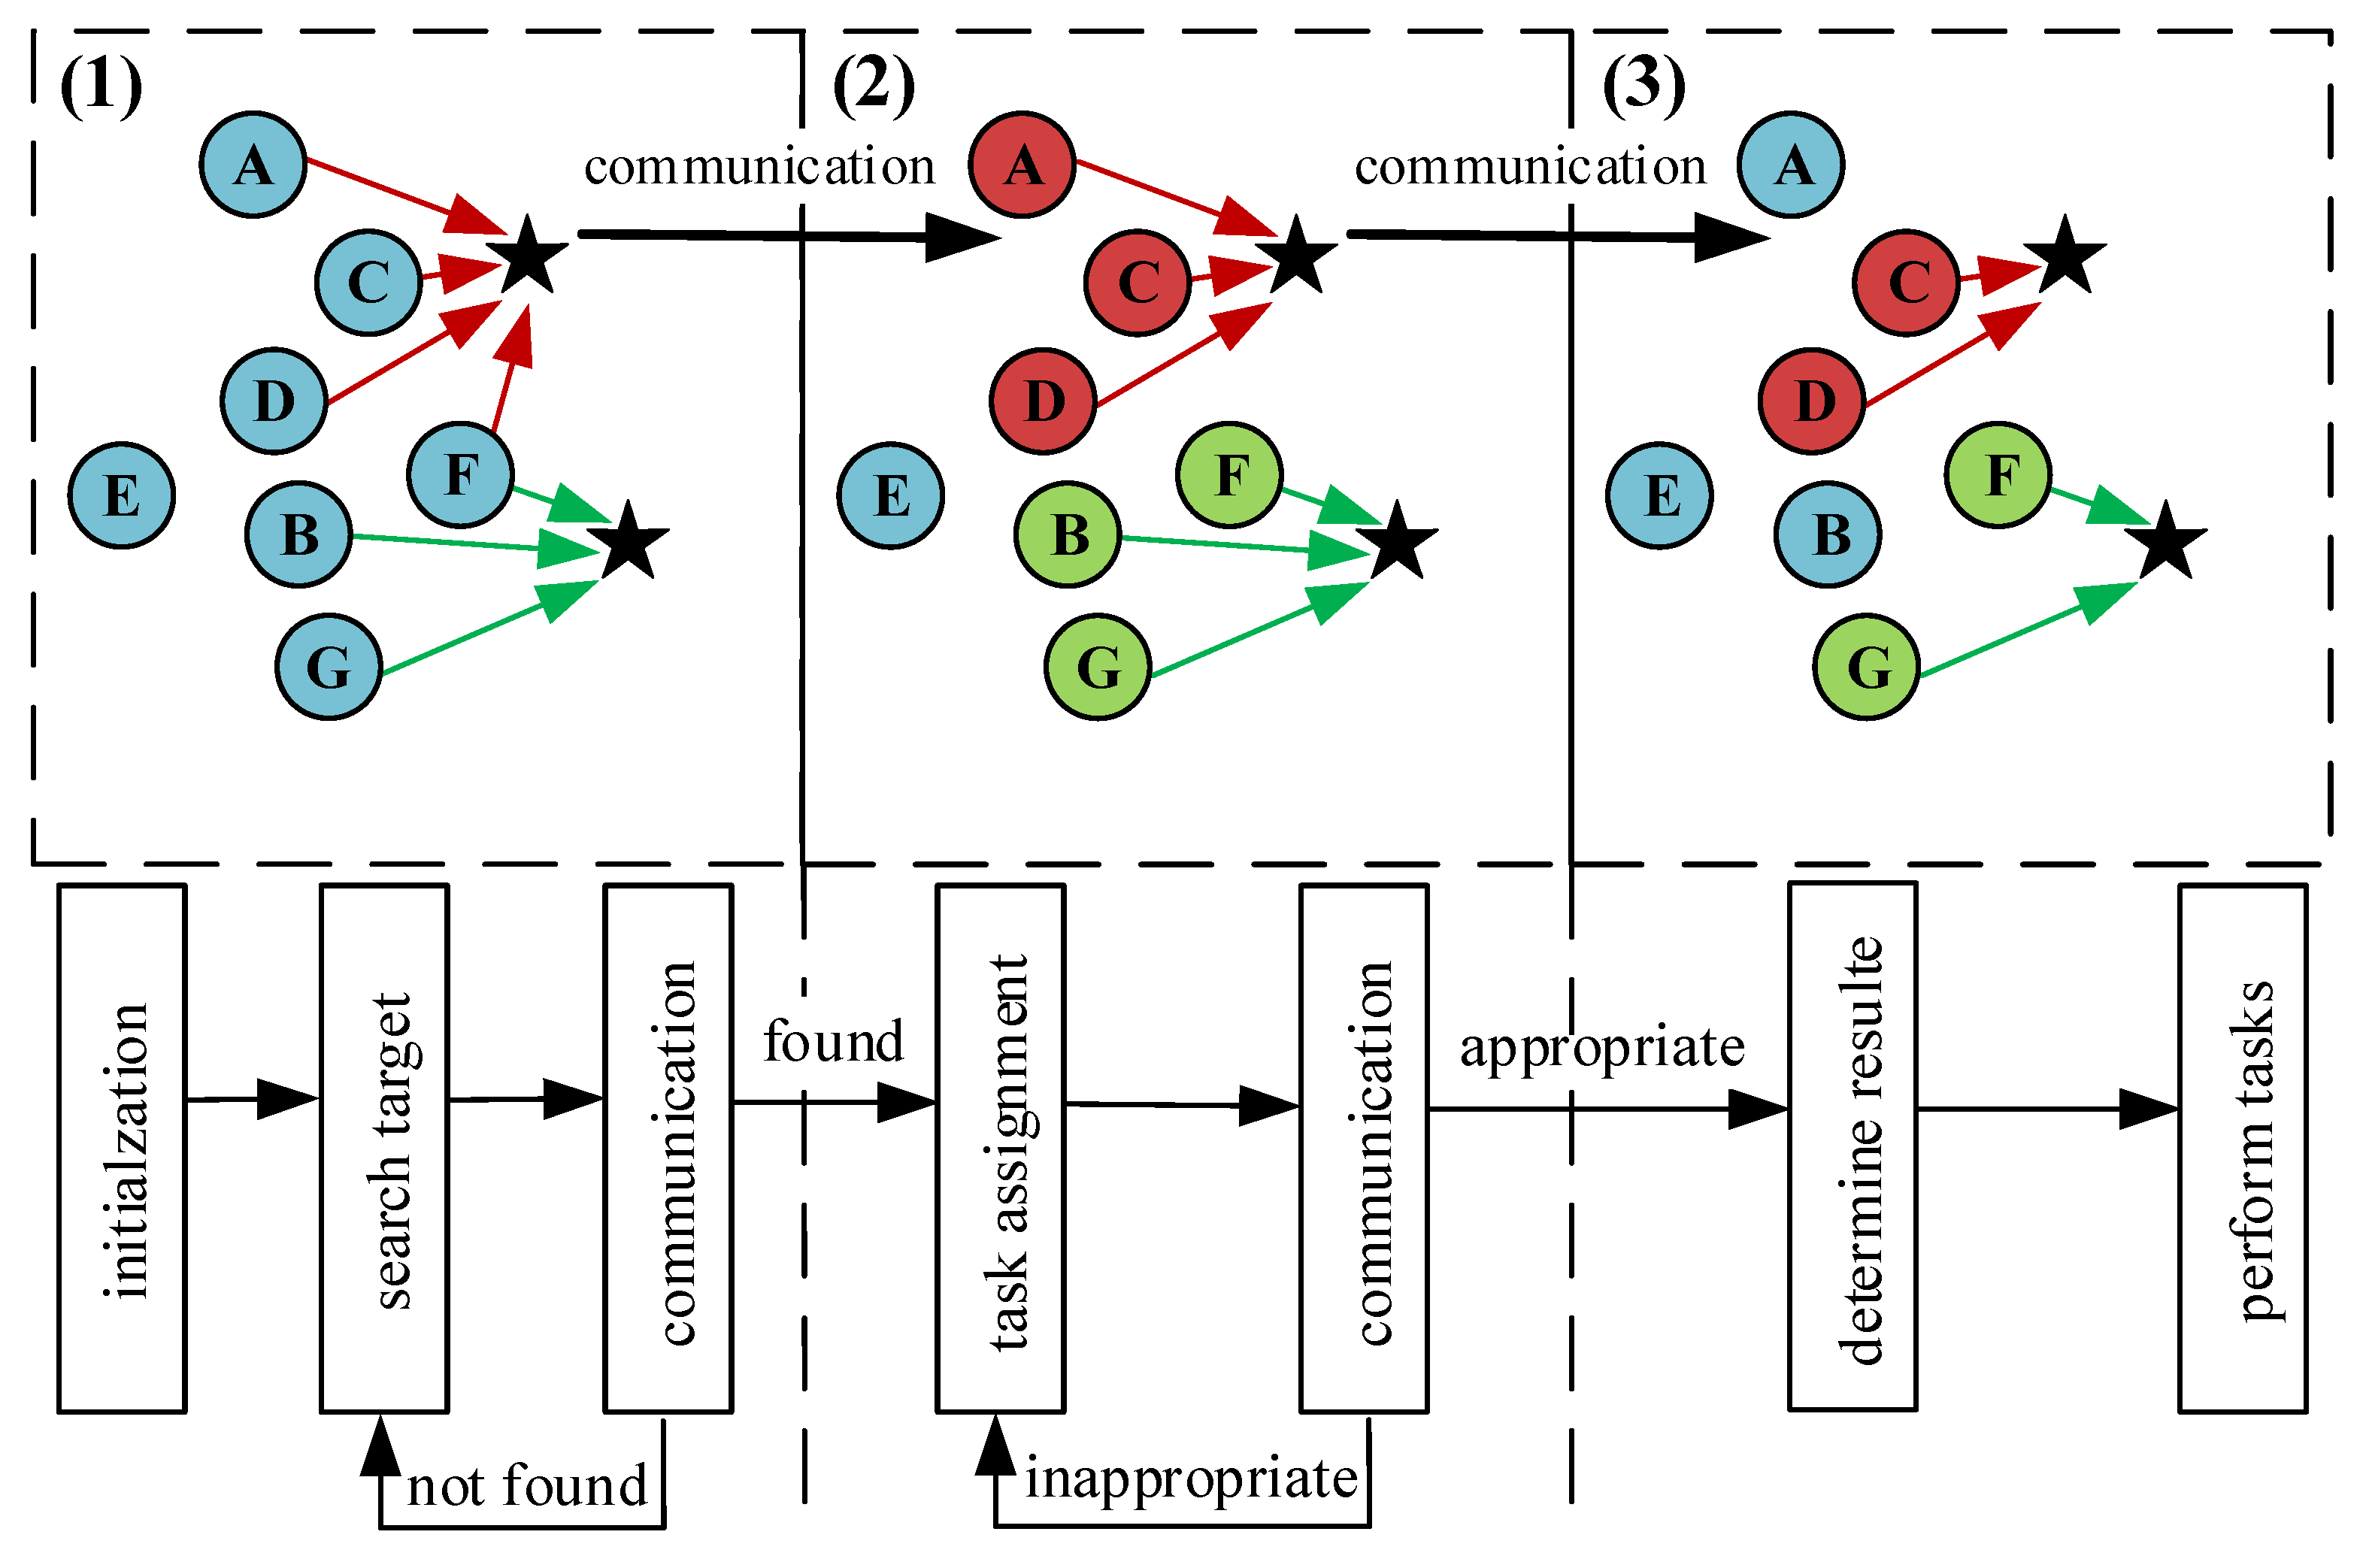 (1)
(2)
(3)
A
communication
A
communication
A
C
C
C
D
D
D
E
F
E
F
E
F
B
B
B
G
G
G
initialzation
search target
communication
found
task assignment
communication
appropriate
determine resulte
perform tasks
not found
inappropriate